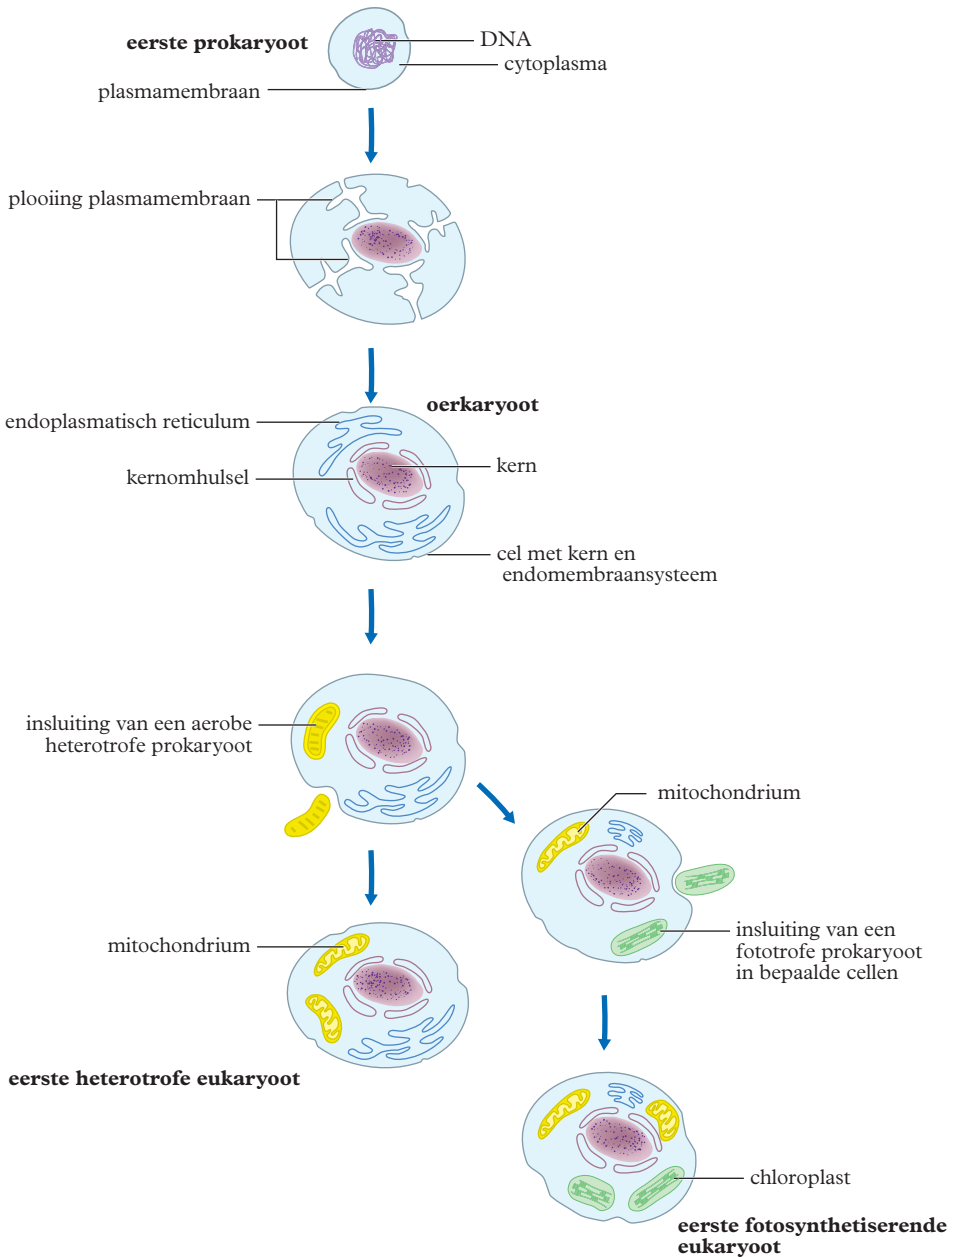 eerste prokaryoot
DNA
cytoplasma
plasmamembraan
plooiing plasmamembraan
oerkaryoot
endoplasmatisch reticulum
kern
kernomhulsel
cel met kern en
endomembraansysteem
insluiting van een aerobe
heterotrofe prokaryoot
mitochondrium
insluiting van een
fototrofe prokaryoot
in bepaalde cellen
mitochondrium
eerste heterotrofe eukaryoot
chloroplast
eerste fotosynthetiserende
eukaryoot